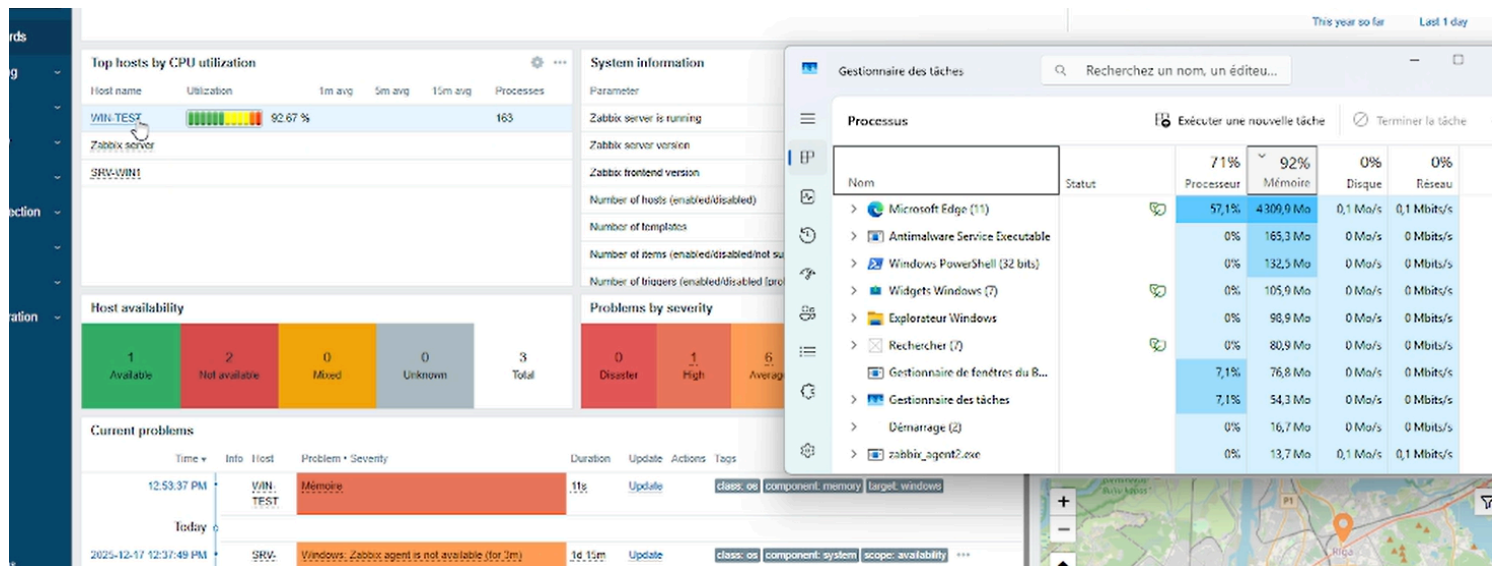 rds
This year so far Last 1 day
Top hosts by CPU utilization
Host name Utilization 1m avg 5m avg 15m avg Processes
WIN-TEST 92.67 % 163
Zabbix server
SRV-WIN1
System information
Parameter
Zabbix server is running
Zabbix server version
Zabbix frontend version
Number of hosts (enabled/disabled)
Number of templates
Number of items (enabled/disabled/not su
Number of triggers (enabled/disabled [pro
ng
ection
ration
Host availability
1 Available
2 Not available
0 Mixed
0 Unknown
3 Total
Problems by severity
0 Disaster
1 High
6 Averag
Current problems
Time Info Host Problem • Severity Duration Update Actions Tags
12:53:37 PM WIN-TEST Mémoire 11s Update class: os component: memory target: windows
Today
2025-12-17 12:37:49 PM SRV- Windows: Zabbix agent is not available (for 3m) 1d 15m Update class: os component: system scope: availability
Gestionnaire des tâches
Recherchez un nom, un éditeu...
Processus
Exécuter une nouvelle tâche Terminer la tâche
71% 92% 0% 0%
Nom Statut Processeur Mémoire Disque Réseau
Microsoft Edge (11) 57,1% 4 309,9 Mo 0,1 Mo/s 0,1 Mbits/s
Antimalware Service Executable 0% 165,3 Mo 0 Mo/s 0 Mbits/s
Windows PowerShell (32 bits) 0% 132,5 Mo 0 Mo/s 0 Mbits/s
Widgets Windows (7) 0% 105,9 Mo 0 Mo/s 0 Mbits/s
Explorateur Windows 0% 98,9 Mo 0 Mo/s 0 Mbits/s
Rechercher (7) 0% 80,9 Mo 0 Mo/s 0 Mbits/s
Gestionnaire de fenêtres du B... 7,1% 76,8 Mo 0 Mo/s 0 Mbits/s
Gestionnaire des tâches 7,1% 54,3 Mo 0 Mo/s 0 Mbits/s
Démarrage (2) 0% 16,7 Mo 0 Mo/s 0 Mbits/s
zabbix_agent2.exe 0% 13,7 Mo 0,1 Mo/s 0,1 Mbits/s
+
−
P1
Rīga